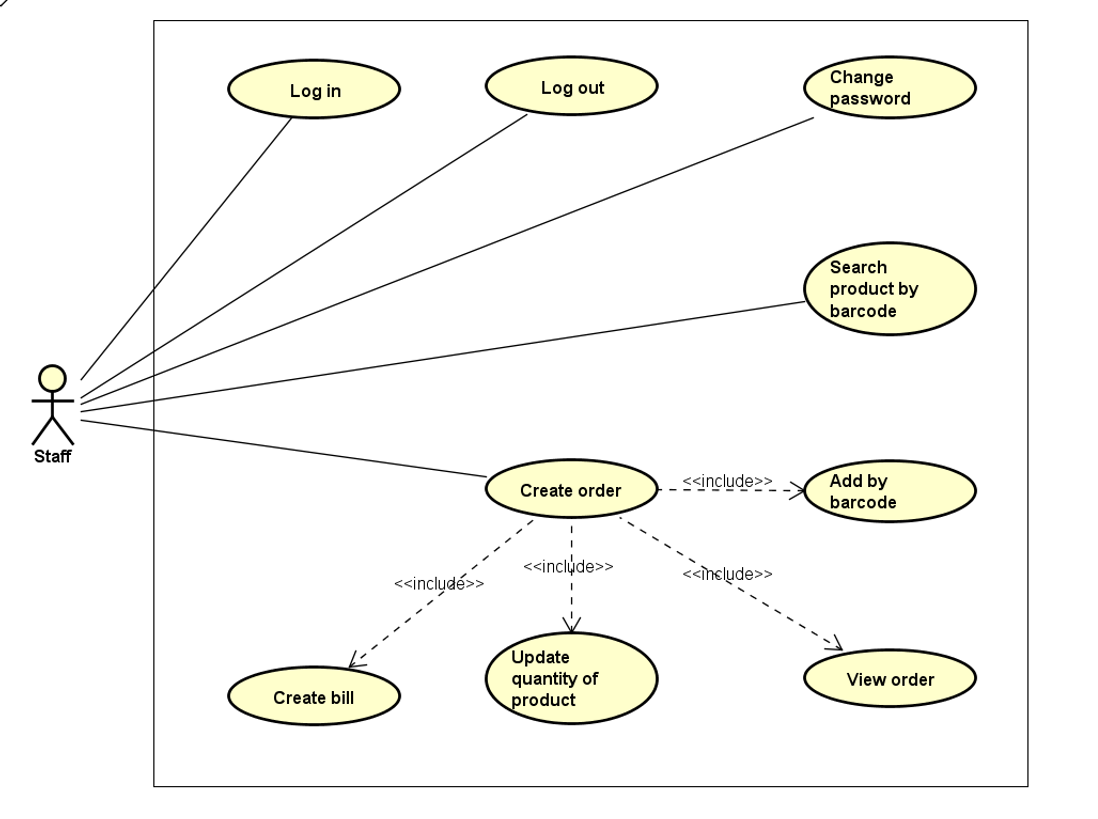 Log in
Log out
Change
password
Search
product by
barcode
Staff
Create order
<<include>>
Add by
barcode
<<include>>
<<include>>
<<include>>
Create bill
Update
quantity of
product
View order